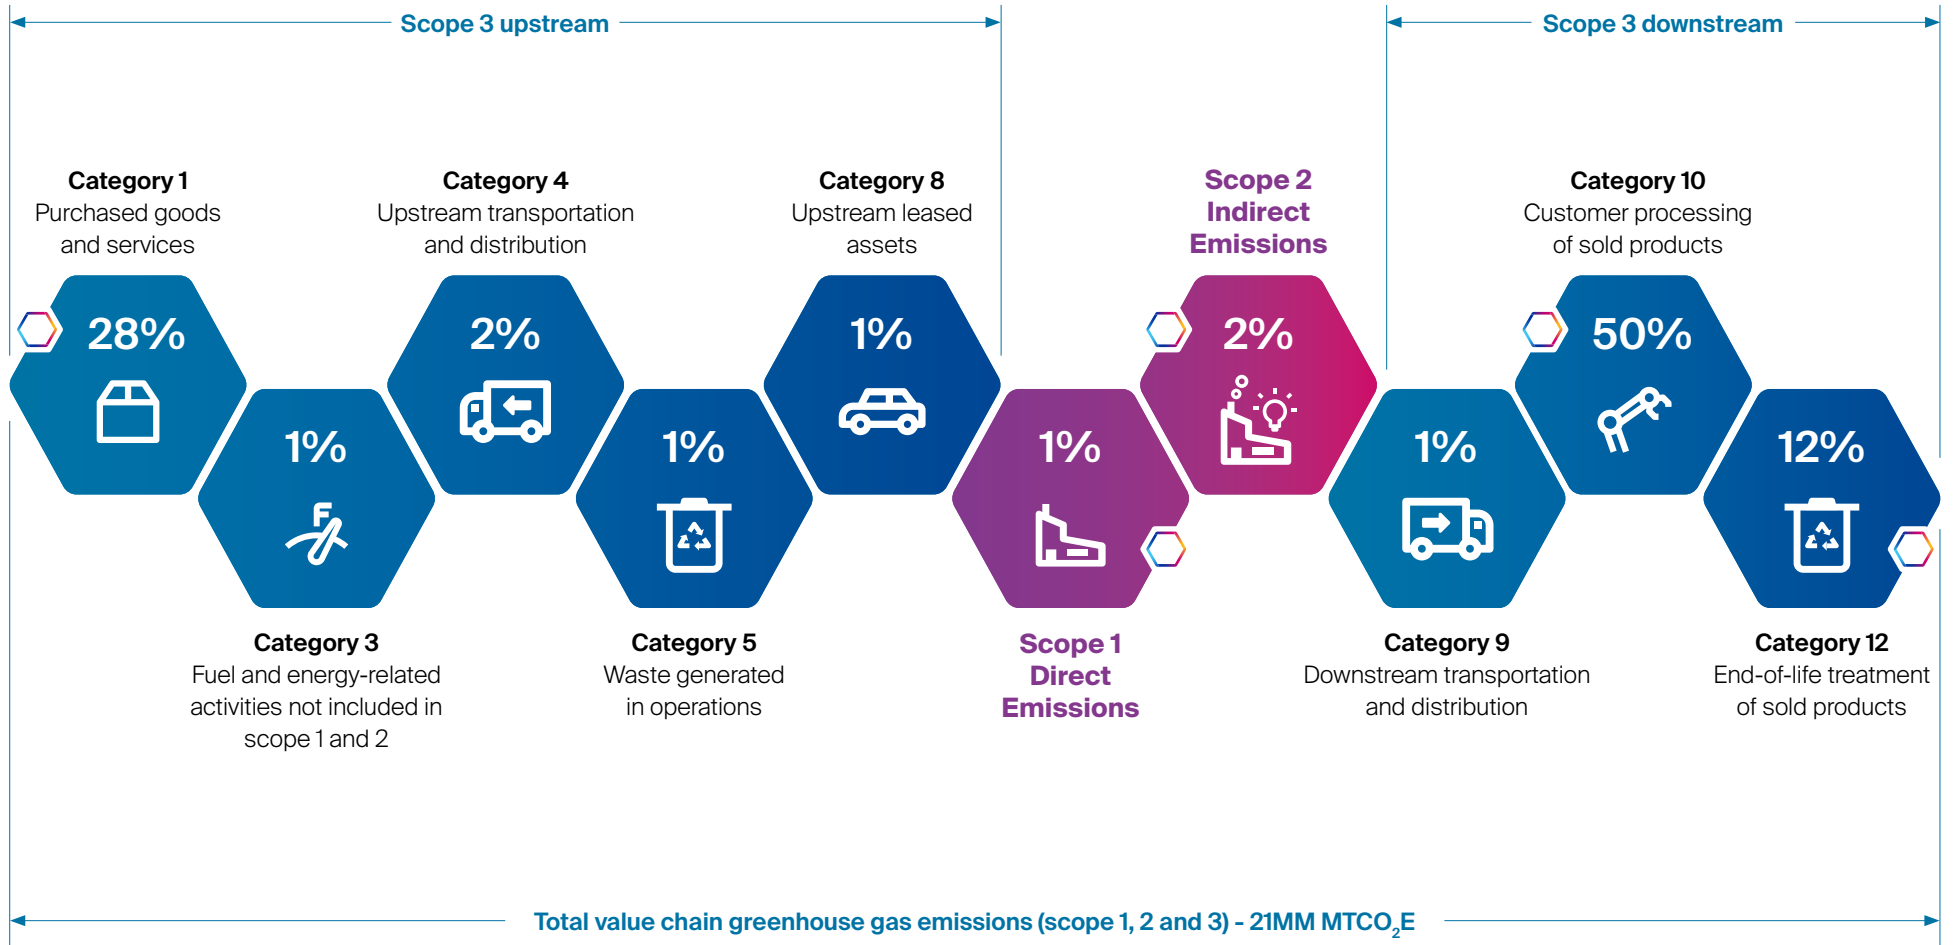 Scope 3 upstream
Scope 3 downstream
Category 1
Purchased goods
and services
28%
Category 3
Fuel and energy-related
activities not included in
scope 1 and 2
1%
F
Category 4
Upstream transportation
and distribution
2%
Category 5
Waste generated
in operations
1%
Category 8
Upstream leased
assets
1%
Scope 1
Direct
Emissions
1%
Scope 2
Indirect
Emissions
2%
Category 9
Downstream transportation
and distribution
1%
Category 10
Customer processing
of sold products
50%
Category 12
End-of-life treatment
of sold products
12%
Total value chain greenhouse gas emissions (scope 1, 2 and 3) - 21MM MTCO₂E